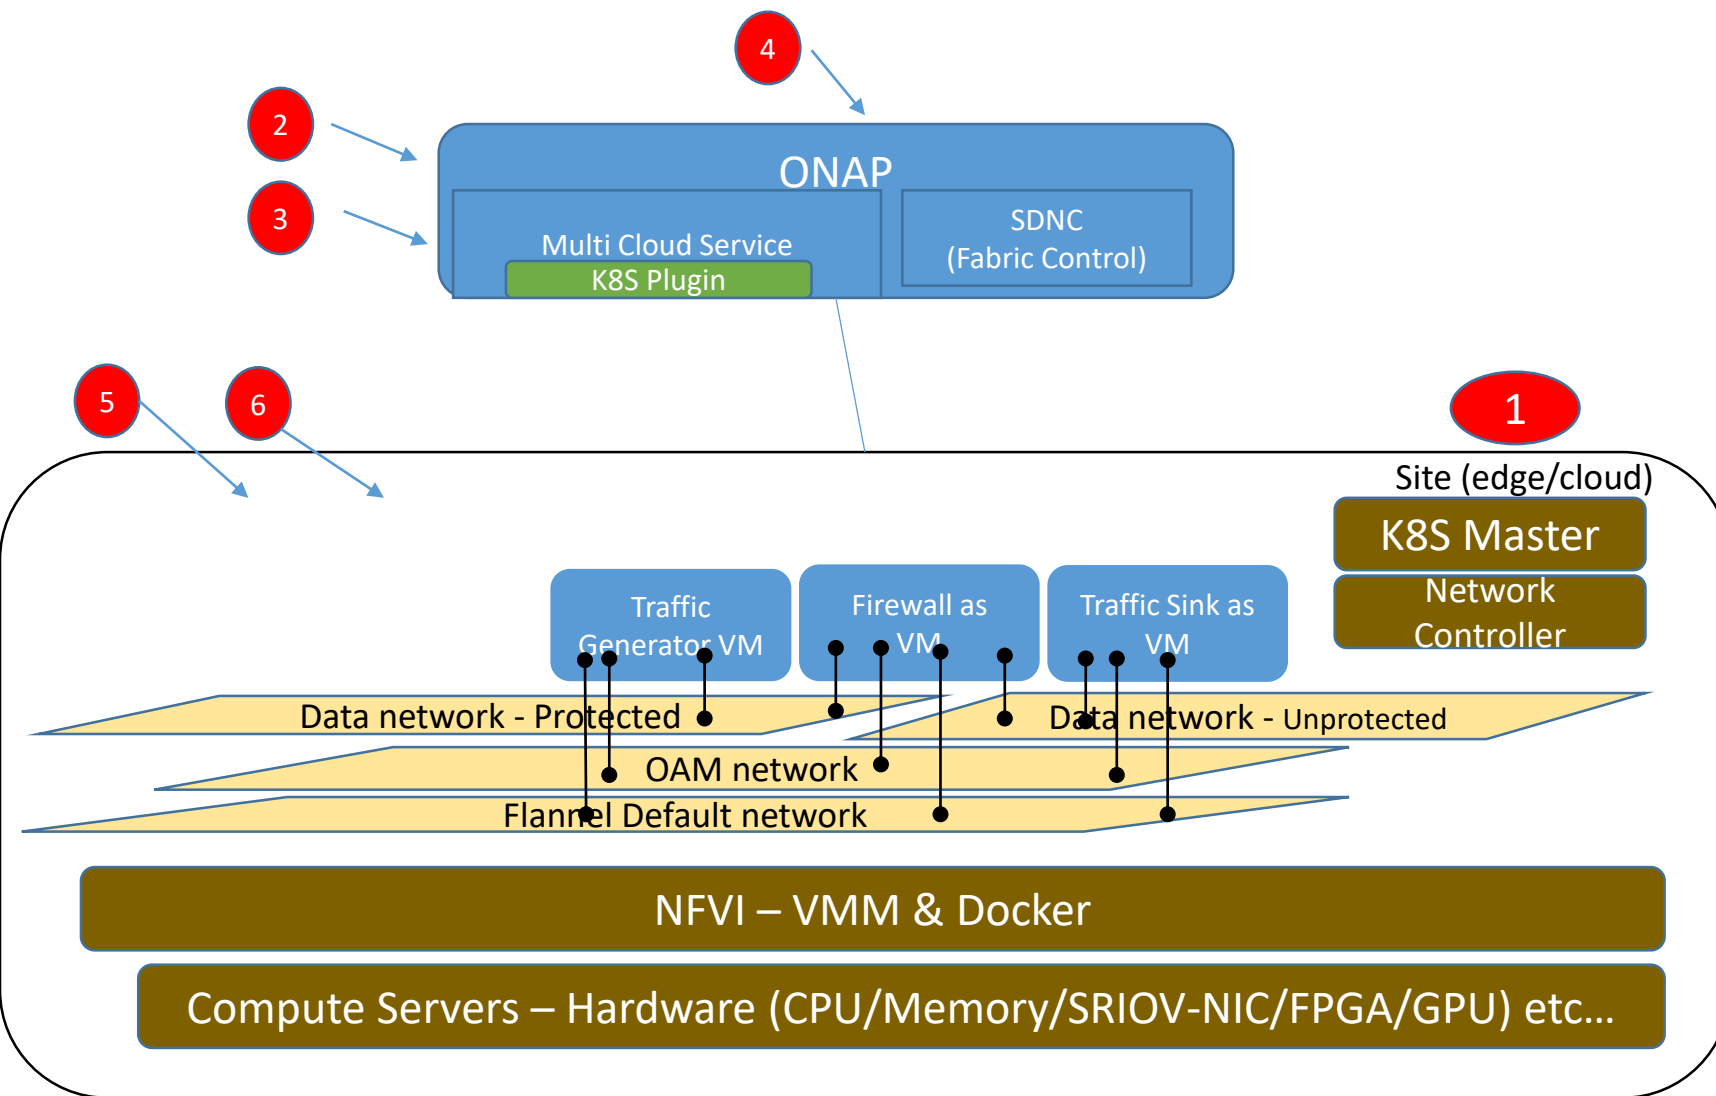 4
2
ONAP
3
SDNC
(Fabric Control)
Multi Cloud Service
K8S Plugin
5
6
1
Site (edge/cloud)
K8S Master
Network
Controller
Traffic
Generator VM
Firewall as
VM
Traffic Sink as
VM
Data network - Protected
Data network - Unprotected
OAM network
Flannel Default network
NFVI – VMM & Docker
Compute Servers – Hardware (CPU/Memory/SRIOV-NIC/FPGA/GPU) etc…